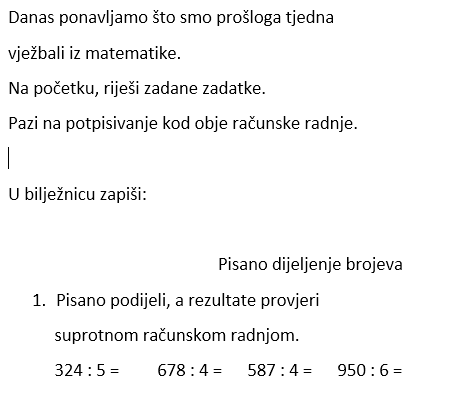 Danas ponavljamo što smo prošloga tjedna
vježbali iz matematike.
Na početku, riješi zadane zadatke.
Pazi na potpisivanje kod obje računske radnje.
U bilježnicu zapiši:
Pisano dijeljenje brojeva
1. Pisano podijeli, a rezultate provjeri
suprotnom računskom radnjom.
324 : 5 = 678 : 4 = 587 : 4 = 950 : 6 =